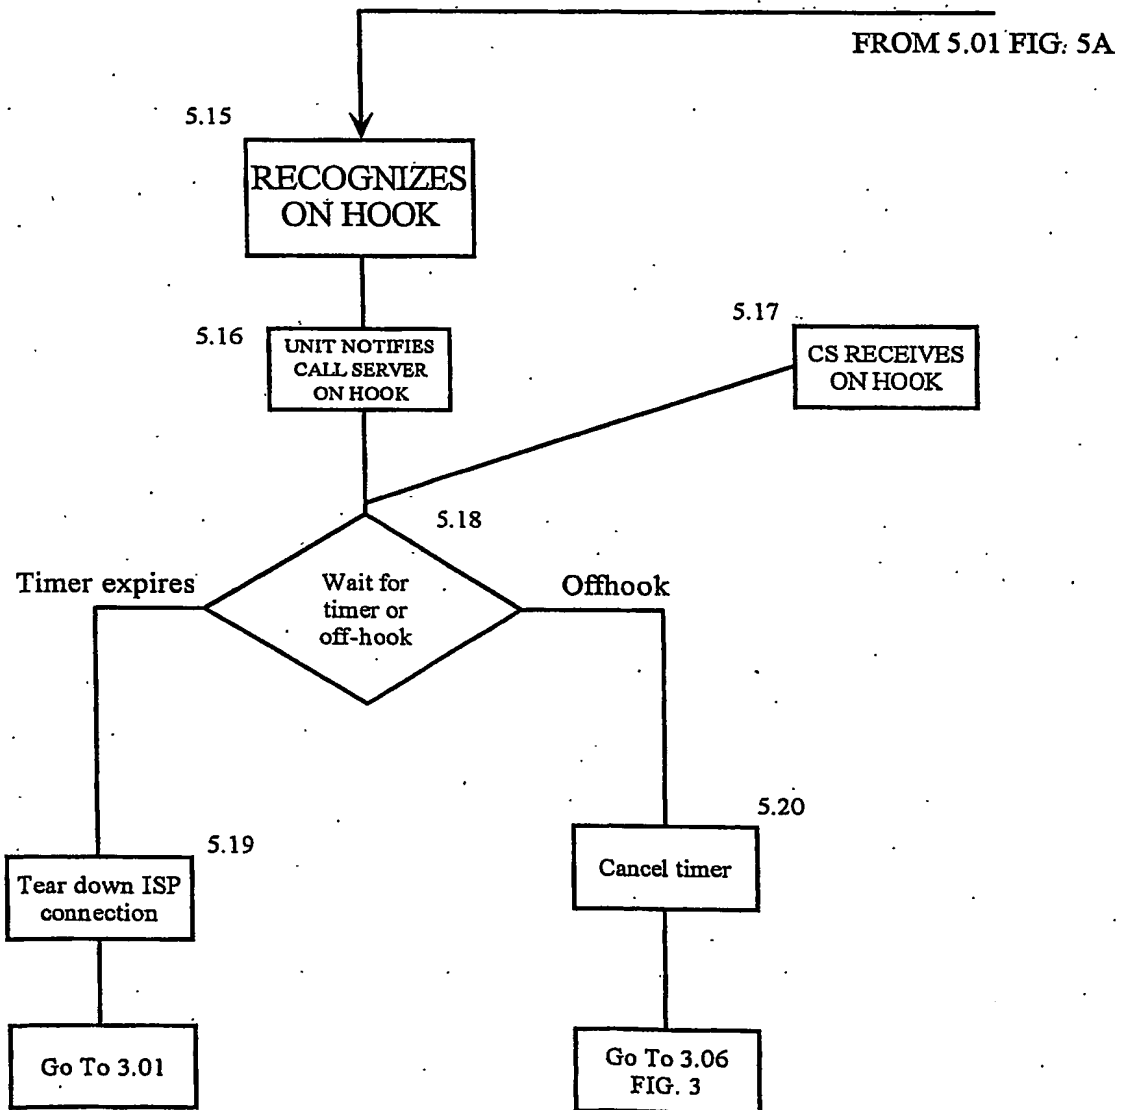 FROM 5.01 FIG. 5A
5.15
RECOGNIZES
ON HOOK
5.16
UNIT NOTIFIES
CALL SERVER
ON HOOK
5.17
CS RECEIVES
ON HOOK
5.18
Timer expires
Wait for
timer or
off-hook
Offhook
5.19
Tear down ISP
connection
5.20
Cancel timer
Go To 3.01
Go To 3.06
FIG. 3